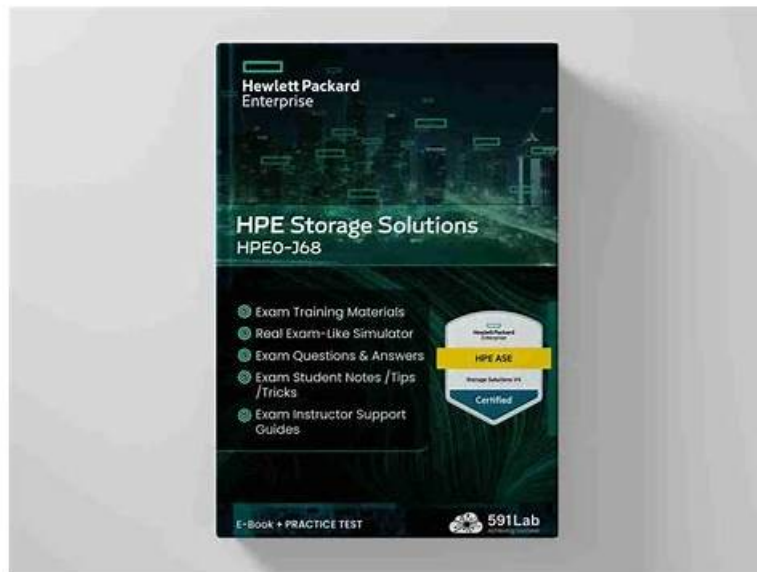 Hewlett Packard
Enterprise
HPE Storage Solutions
HPE0-J68
Exam Training Materials
Real Exam-Like Simulator
Exam Questions & Answers
Exam Student Notes /Tips
/Tricks
Exam Instructor Support
Guides
Hewlett Packard
Enterprise
HPE ASE
Storage Solutions V4
Certified
E-Book + PRACTICE TEST
591Lab